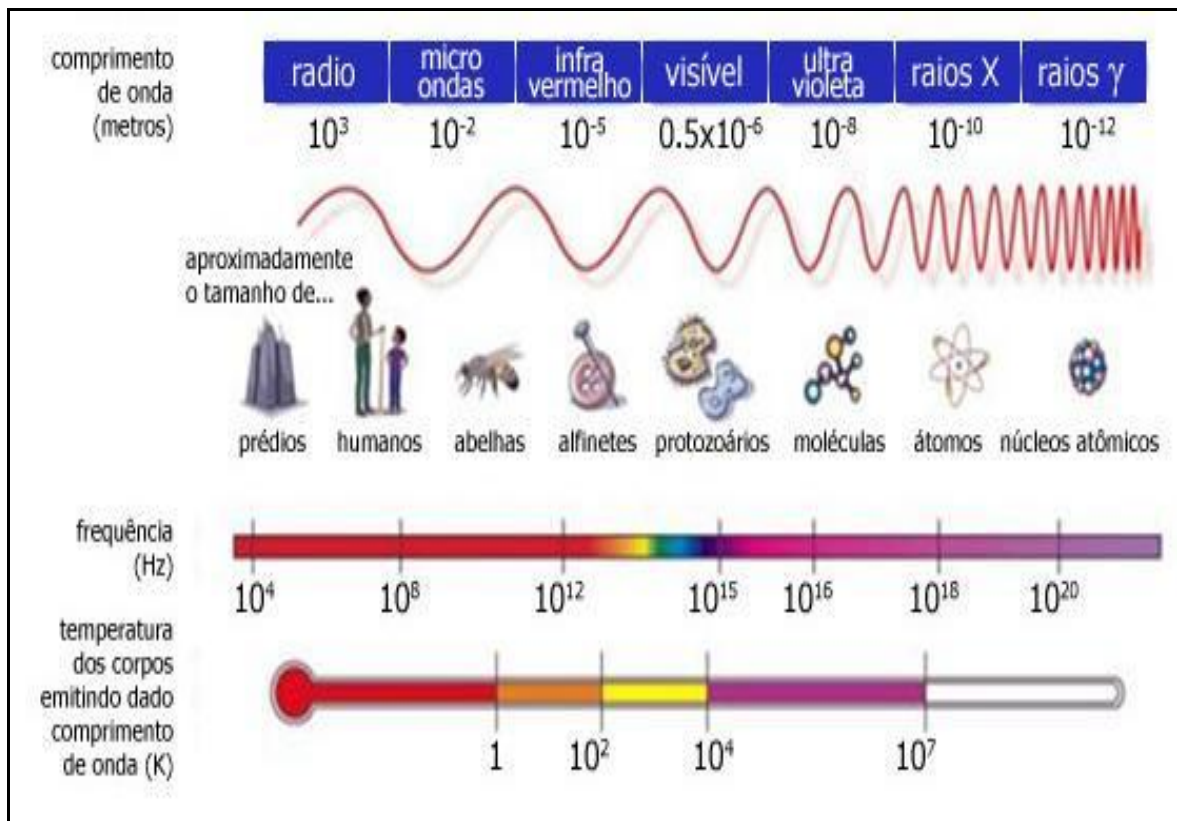 comprimento
de onda
(metros)
radio
micro
ondas
infra
vermelho
visível
ultra
violeta
raios X
raios γ
10³ 10⁻² 10⁻⁵ 0.5x10⁻⁶ 10⁻⁸ 10⁻¹⁰ 10⁻¹²
aproximadamente
o tamanho de...
prédios humanos abelhas alfinetes protozoários moléculas átomos núcleos atômicos
frequência
(Hz)
10⁴ 10⁸ 10¹² 10¹⁵ 10¹⁶ 10¹⁸ 10²⁰
temperatura
dos corpos
emitindo dado
comprimento
de onda (K)
1 10² 10⁴ 10⁷